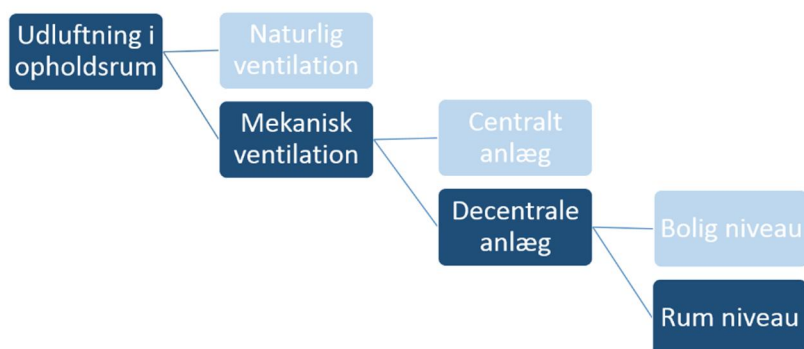 Udluftning i
opholdsrum
Naturlig
ventilation
Mekanisk
ventilation
Centralt
anlæg
Decentrale
anlæg
Bolig niveau
Rum niveau